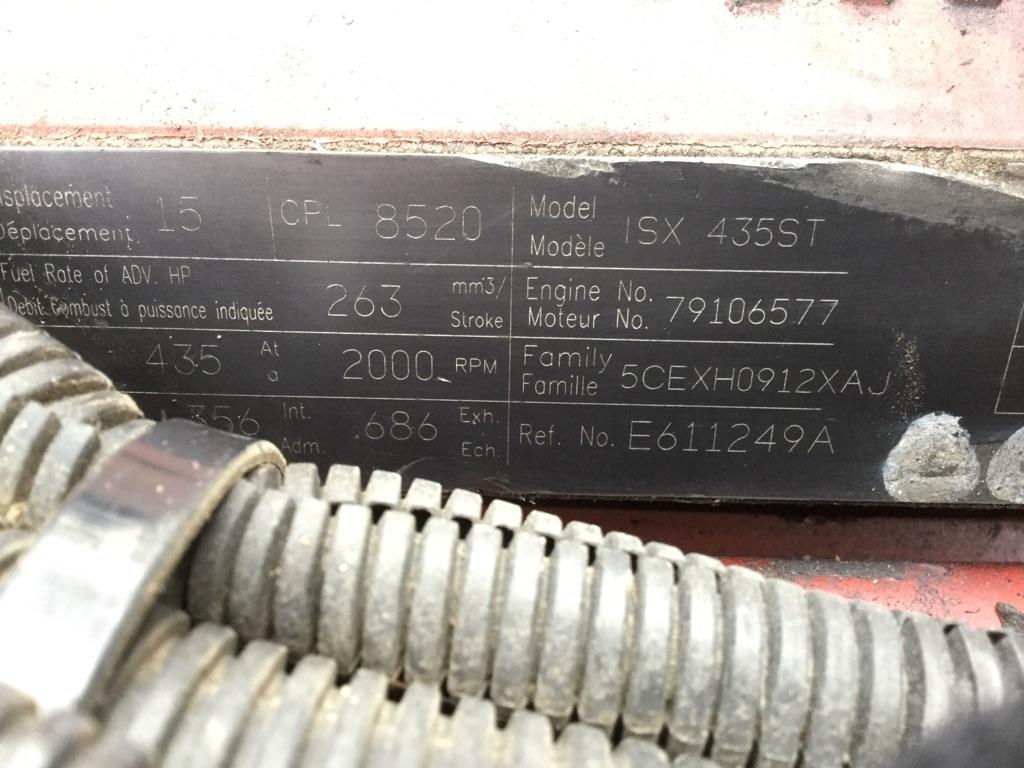 isplacement 15 CPL 8520
Déplacement
Fuel Rate of ADV. HP 263 mm3/
Débit Combust à puissance indiquée Stroke
435 At 2000 RPM
a
.356 Int. .686 Exh.
Adm. Ech.
Model ISX 435ST
Modèle
Engine No. 79106577
Moteur No.
Family 5CEXH0912XAJ
Famille
Ref. No. E611249A